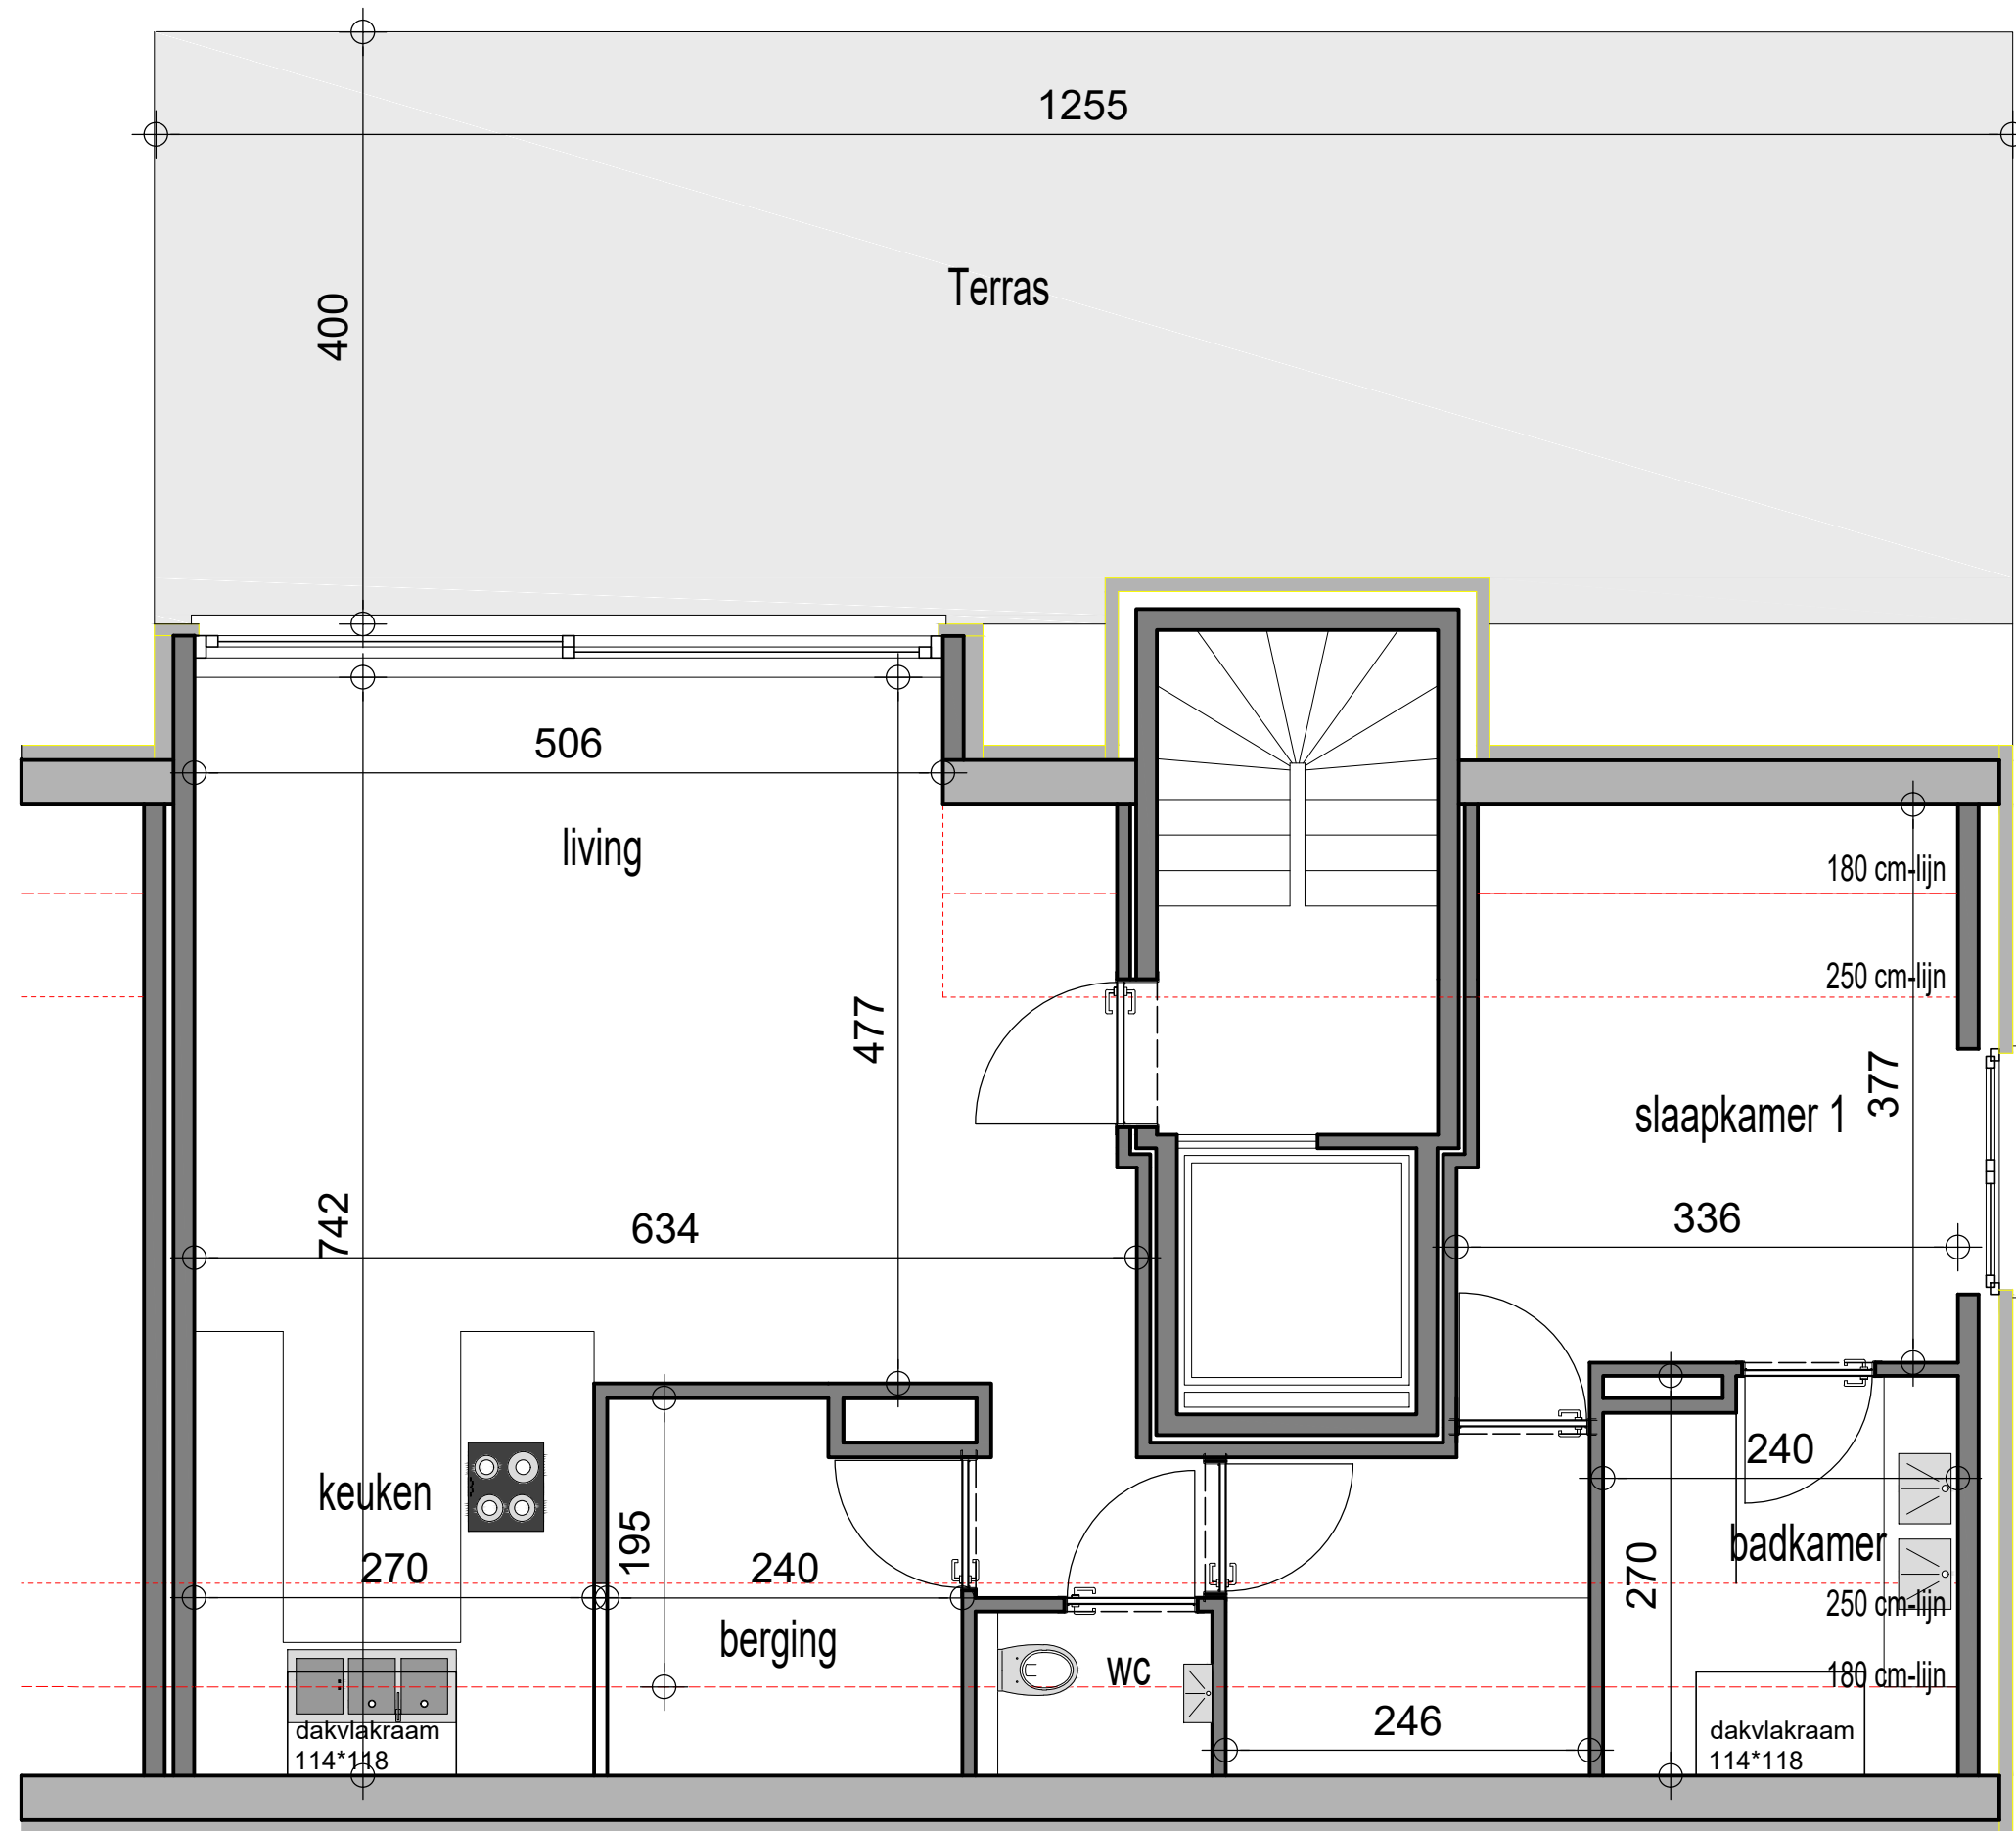 1255
Terras
400
506
living
180 cm-lijn
250 cm-lijn
477
377
slaapkamer 1
742
634
336
240
keuken
195
badkamer
270
240
270
250 cm-lijn
berging
wc
180 cm-lijn
246
dakvlakraam
114*118
dakvlakraam
114*118